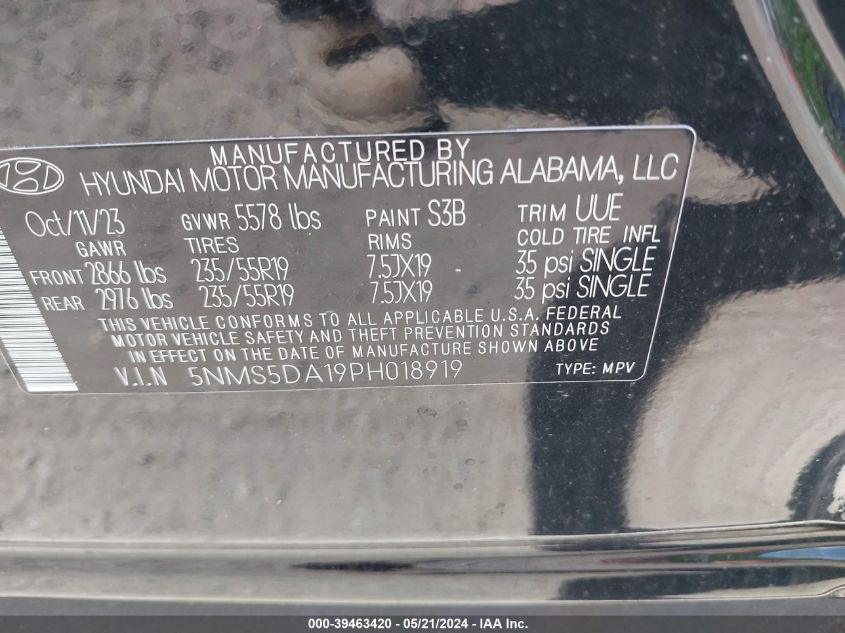 MANUFACTURED BY
HYUNDAI MOTOR MANUFACTURING ALABAMA, LLC
Oct/11/23 GVWR 5578 lbs PAINT S3B TRIM UUE
GAWR TIRES RIMS COLD TIRE INFL
FRONT 2866 lbs 235/55R19 7.5JX19 35 psi SINGLE
REAR 2976 lbs 235/55R19 7.5JX19 35 psi SINGLE
THIS VEHICLE CONFORMS TO ALL APPLICABLE U.S.A. FEDERAL
MOTOR VEHICLE SAFETY AND THEFT PREVENTION STANDARDS
IN EFFECT ON THE DATE OF MANUFACTURE SHOWN ABOVE
V.I.N 5NMS5DA19PH018919 TYPE: MPV
000-39463420 - 05/21/2024 - IAA Inc.